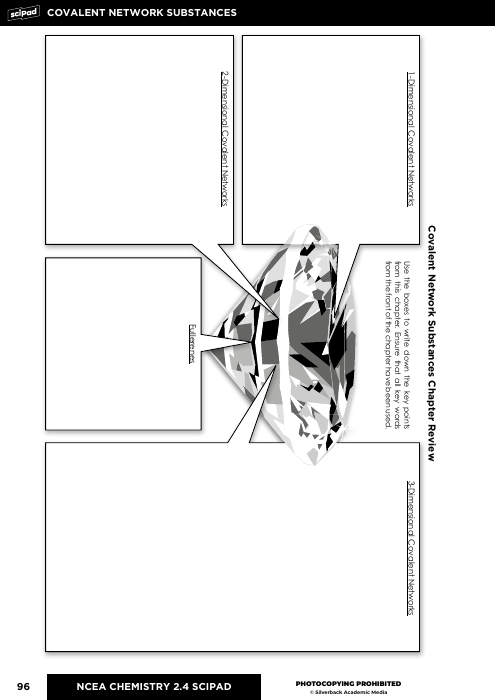 scipad
COVALENT NETWORK SUBSTANCES
Covalent Network Substances Chapter Review
Use the boxes to write down the key points
from this chapter. Ensure that all key words
from the front of the chapter have been used.
1-Dimensional Covalent Networks
2-Dimensional Covalent Networks
Fullerenes
3-Dimensional Covalent Networks
96
NCEA CHEMISTRY 2.4 SCIPAD
PHOTOCOPYING PROHIBITED
© Silverback Academic Media